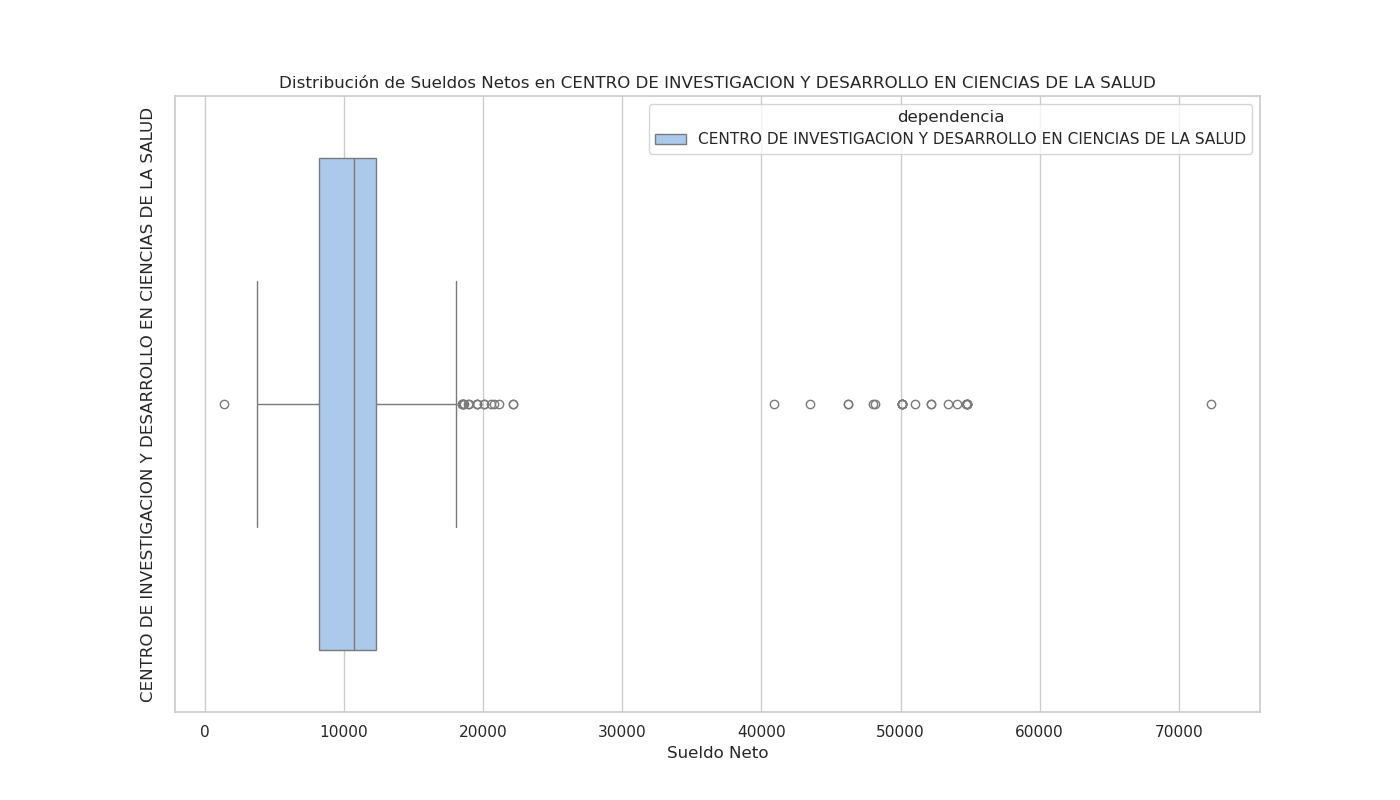 Distribución de Sueldos Netos en CENTRO DE INVESTIGACION Y DESARROLLO EN CIENCIAS DE LA SALUD
dependencia
CENTRO DE INVESTIGACION Y DESARROLLO EN CIENCIAS DE LA SALUD
CENTRO DE INVESTIGACION Y DESARROLLO EN CIENCIAS DE LA SALUD
0 10000 20000 30000 40000 50000 60000 70000
Sueldo Neto